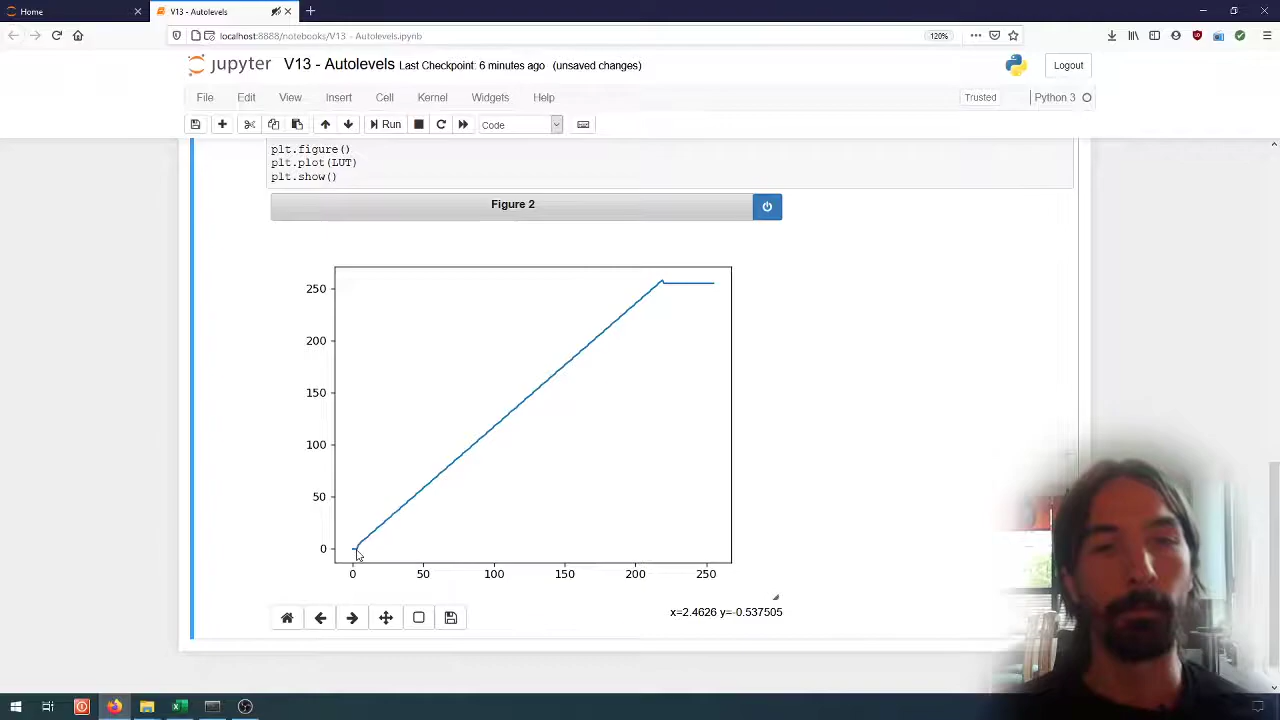 Home
V13 - Autolevels
localhost:8888/notebooks/V13 - Autolevels.ipynb
120%
jupyter V13 - Autolevels Last Checkpoint: 6 minutes ago (unsaved changes)
Logout
File Edit View Insert Cell Kernel Widgets Help
Trusted
Python 3
Run
Code
plt.figure()
plt.plot(LUT)
plt.show()
Figure 2
250
200
150
100
50
0
0 50 100 150 200 250
x=2.4626 y=-0.537505